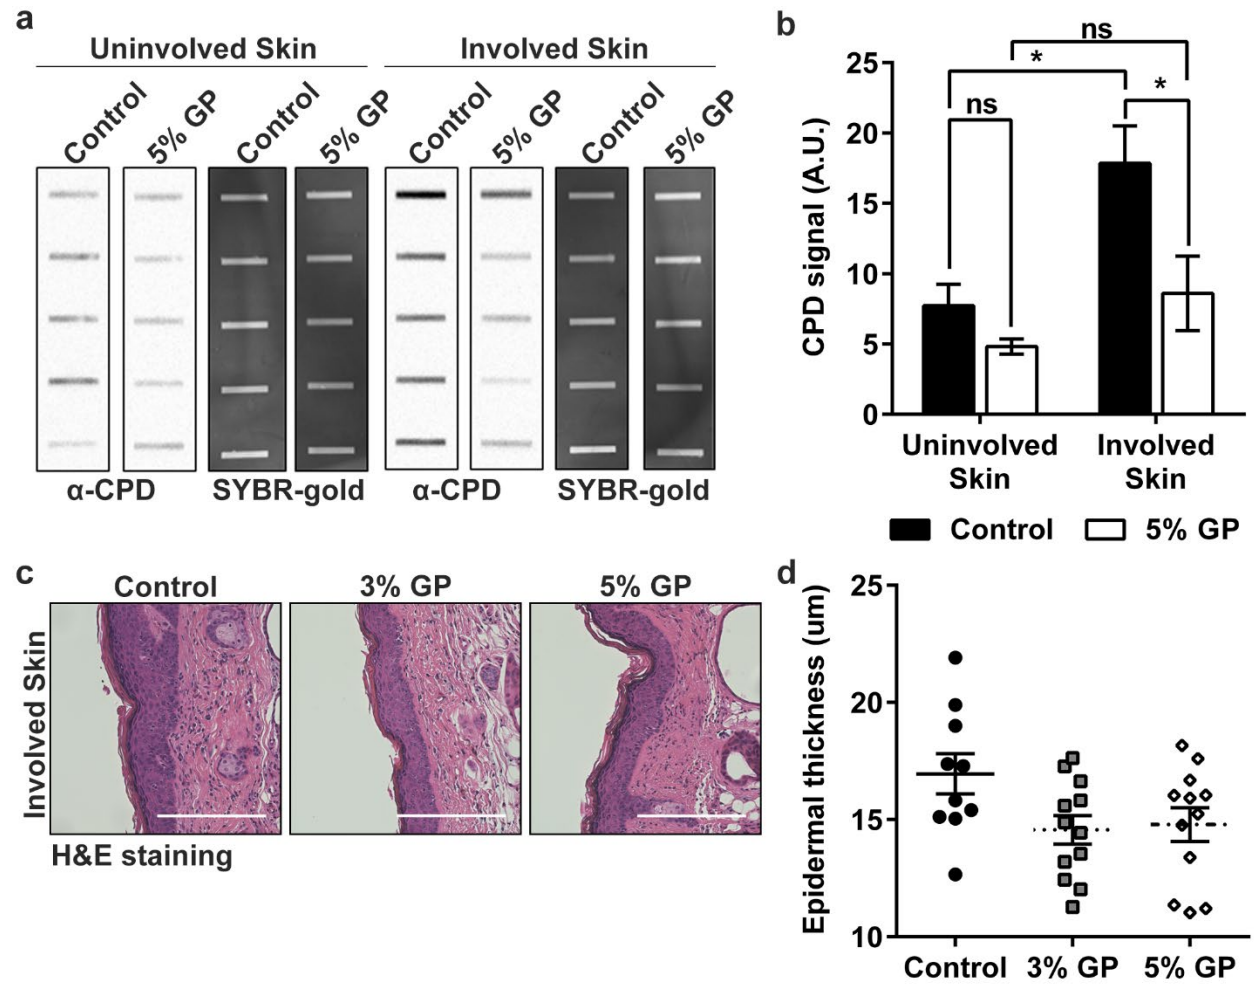 a
Uninvolved Skin
Involved Skin
Control
5% GP
Control
5% GP
Control
5% GP
Control
5% GP
α-CPD
SYBR-gold
α-CPD
SYBR-gold
b
CPD signal (A.U.)
25
20
15
10
5
0
ns
*
ns
*
Uninvolved
Skin
Involved
Skin
Control
5% GP
c
Control
3% GP
5% GP
Involved Skin
H&E staining
d
Epidermal thickness (um)
25
20
15
10
Control
3% GP
5% GP